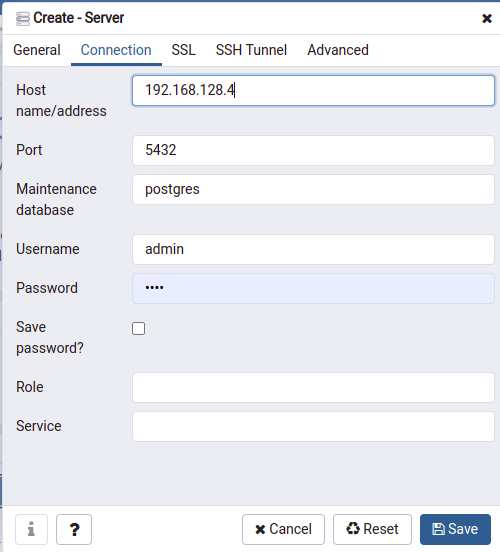 Create - Server
General Connection SSL SSH Tunnel Advanced
Host name/address 192.168.128.4
Port 5432
Maintenance database postgres
Username admin
Password ••••
Save password?
Role
Service
i ? Cancel Reset Save